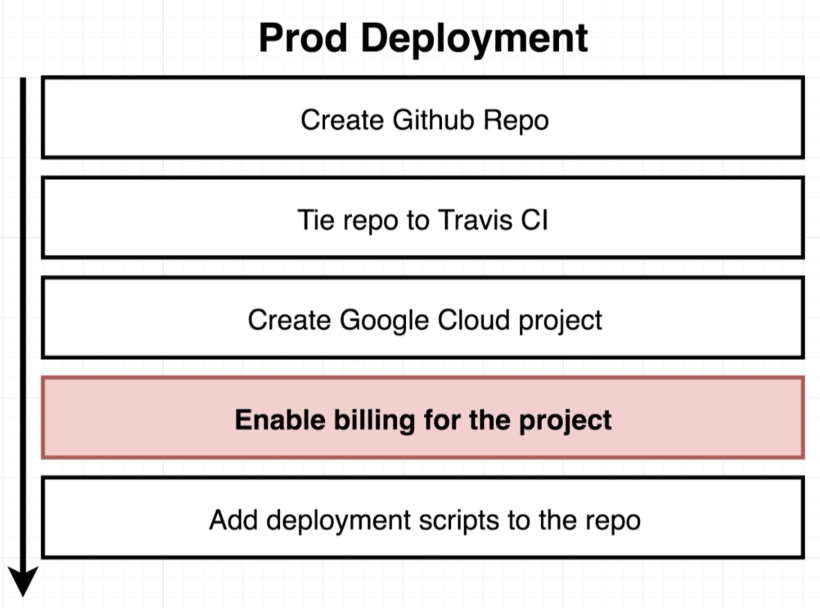 Prod Deployment
Create Github Repo
Tie repo to Travis CI
Create Google Cloud project
Enable billing for the project
Add deployment scripts to the repo